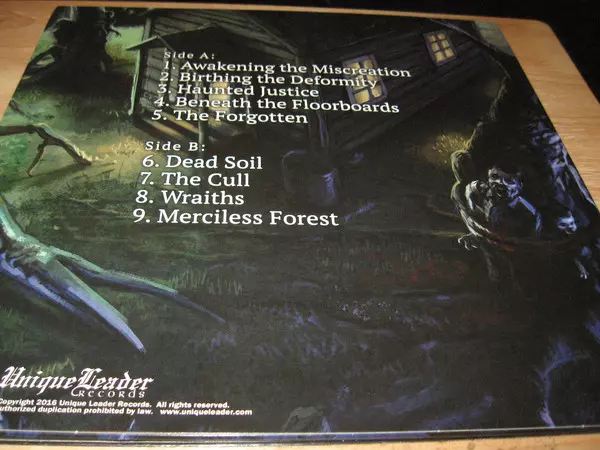 Side A:
1. Awakening the Miscreation
2. Birthing the Deformity
3. Haunted Justice
4. Beneath the Floorboards
5. The Forgotten
Side B:
6. Dead Soil
7. The Cull
8. Wraiths
9. Merciless Forest
Unique Leader
RECORDS
Copyright 2016 Unique Leader Records. All rights reserved.
uthorized duplication prohibited by law. www.uniqueleader.com